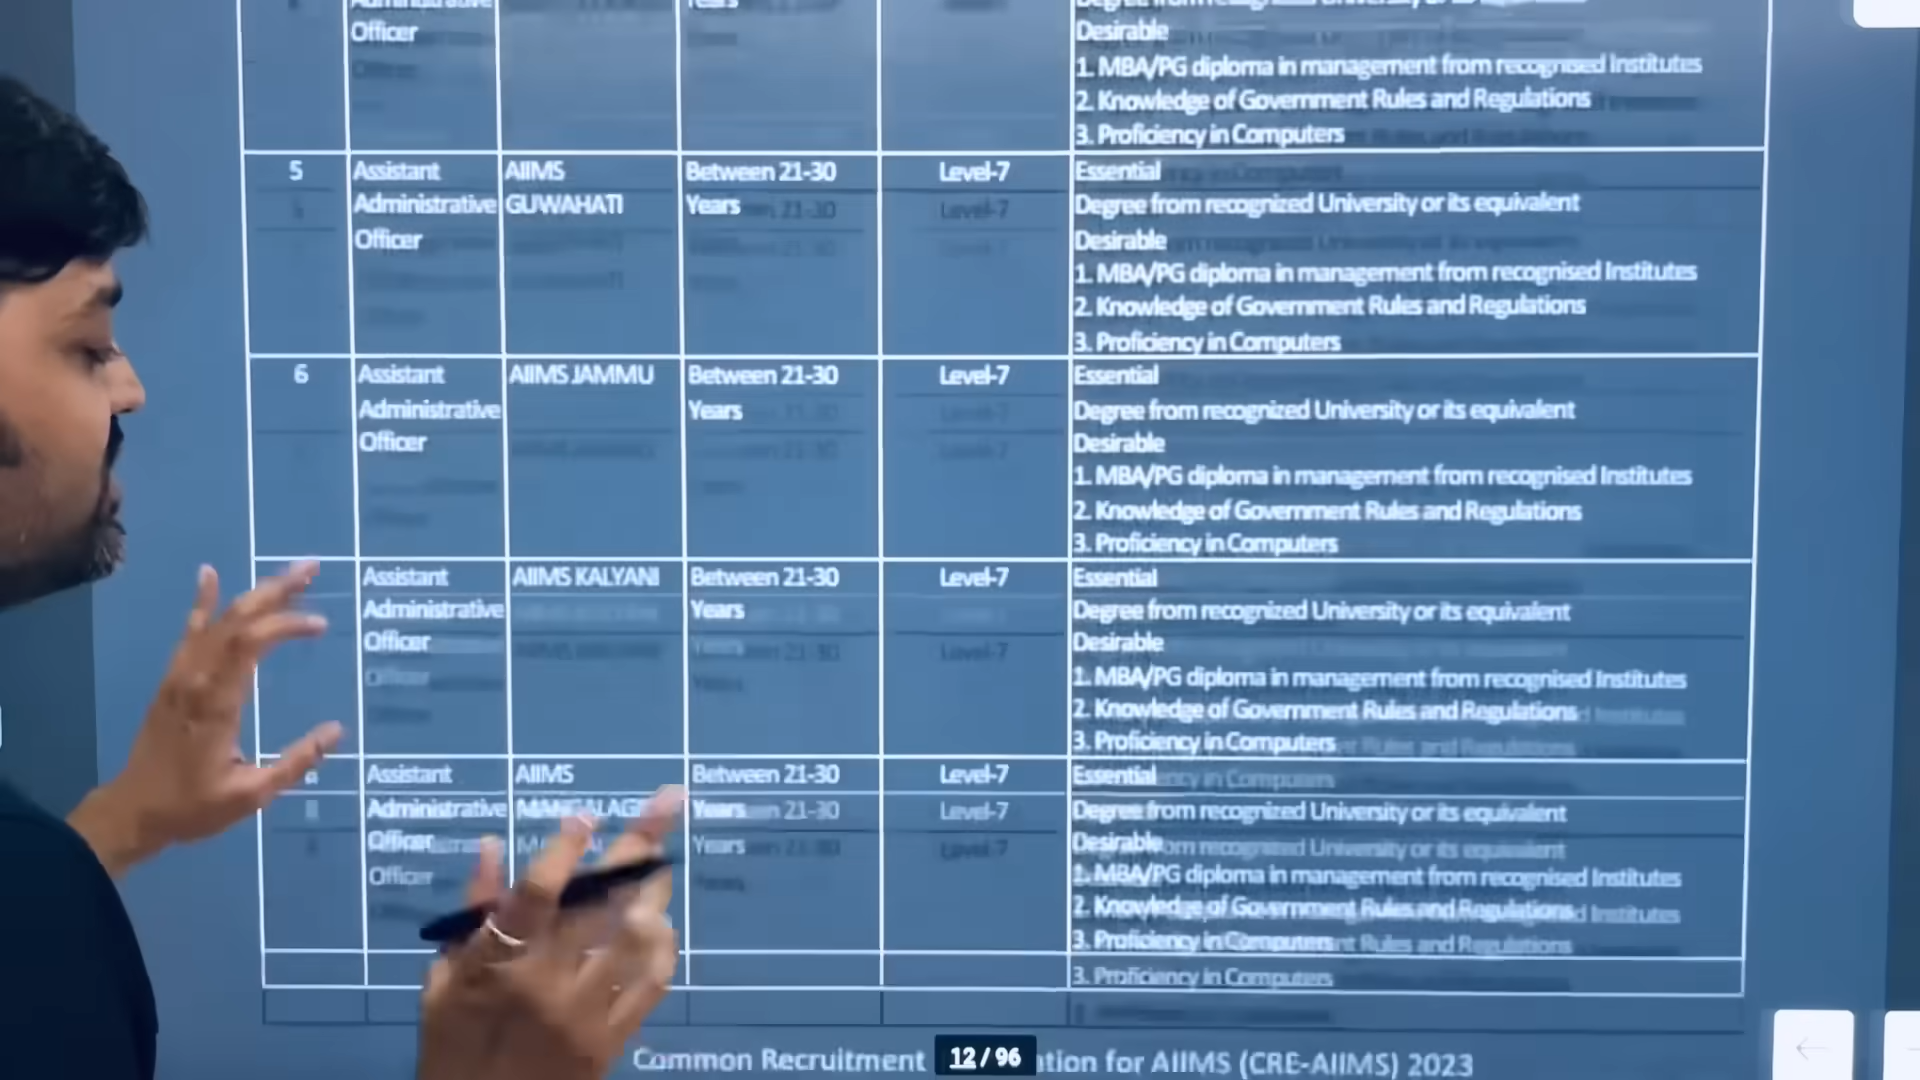 Officer
Desirable
1. MBA/PG diploma in management from recognised Institutes
2. Knowledge of Government Rules and Regulations
3. Proficiency in Computers
5 Assistant AIIMS Between 21-30 Level-7 Essential
Administrative GUWAHATI Years Degree from recognized University or its equivalent
Officer Desirable
1. MBA/PG diploma in management from recognised Institutes
2. Knowledge of Government Rules and Regulations
3. Proficiency in Computers
6 Assistant AIIMS JAMMU Between 21-30 Level-7 Essential
Administrative Years Degree from recognized University or its equivalent
Officer Desirable
1. MBA/PG diploma in management from recognised Institutes
2. Knowledge of Government Rules and Regulations
3. Proficiency in Computers
Assistant AIIMS KALYANI Between 21-30 Level-7 Essential
Administrative Years Degree from recognized University or its equivalent
Officer Desirable
1. MBA/PG diploma in management from recognised Institutes
2. Knowledge of Government Rules and Regulations
3. Proficiency in Computers
Assistant AIIMS Between 21-30 Level-7 Essential
Administrative Years Degree from recognized University or its equivalent
Officer Desirable
1. MBA/PG diploma in management from recognised Institutes
2. Knowledge of Government Rules and Regulations
3. Proficiency in Computers
Common Recruitment 12 / 96 for AIIMS (CRE-AIIMS) 2023